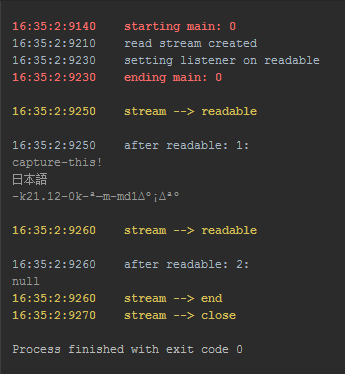 16:35:2:9140 starting main: 0
16:35:2:9210 read stream created
16:35:2:9230 setting listener on readable
16:35:2:9230 ending main: 0
16:35:2:9250 stream --> readable
16:35:2:9250 after readable: 1:
capture-this!
日本語
-k21.12-0k-ª–m-md1∆º¡∆ªº
16:35:2:9260 stream --> readable
16:35:2:9260 after readable: 2:
null
16:35:2:9260 stream --> end
16:35:2:9270 stream --> close
Process finished with exit code 0